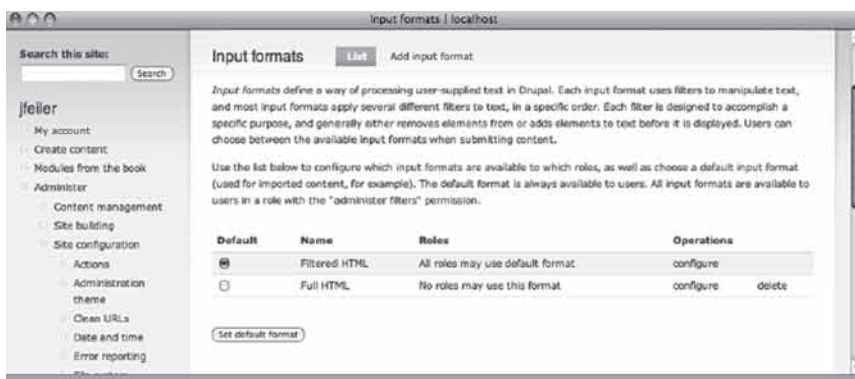 Input formats | localhost
Search this site:
Search
jfeiler
My account
Create content
Modules from the book
Administer
Content management
Site building
Site configuration
Actions
Administration
theme
Clean URLs
Date and time
Error reporting
Input formats
List
Add input format
Input formats define a way of processing user-supplied text in Drupal. Each input format uses filters to manipulate text,
and most input formats apply several different filters to text, in a specific order. Each filter is designed to accomplish a
specific purpose, and generally either removes elements from or adds elements to text before it is displayed. Users can
choose between the available input formats when submitting content.
Use the list below to configure which input formats are available to which roles, as well as choose a default input format
(used for imported content, for example). The default format is always available to users. All input formats are available to
users in a role with the "administer filters" permission.
Default Name Roles Operations
Filtered HTML All roles may use default format configure
Full HTML No roles may use this format configure delete
Set default format